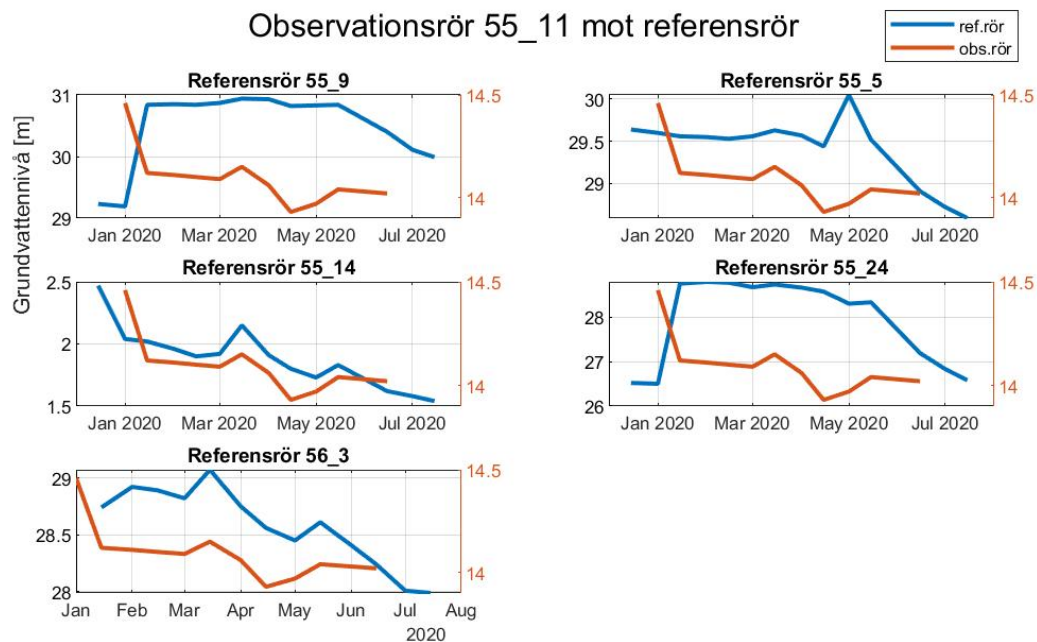 Observationsrör 55_11 mot referensrör
ref.rör
obs.rör
Grundvattennivå [m]
Referensrör 55_9
31
30
29
14.5
14
Jan 2020 Mar 2020 May 2020 Jul 2020
Referensrör 55_5
30
29.5
29
14.5
14
Jan 2020 Mar 2020 May 2020 Jul 2020
Referensrör 55_14
2.5
2
1.5
14.5
14
Jan 2020 Mar 2020 May 2020 Jul 2020
Referensrör 55_24
28
27
26
14.5
14
Jan 2020 Mar 2020 May 2020 Jul 2020
Referensrör 56_3
29
28.5
28
14.5
14
Jan Feb Mar Apr May Jun Jul Aug
2020